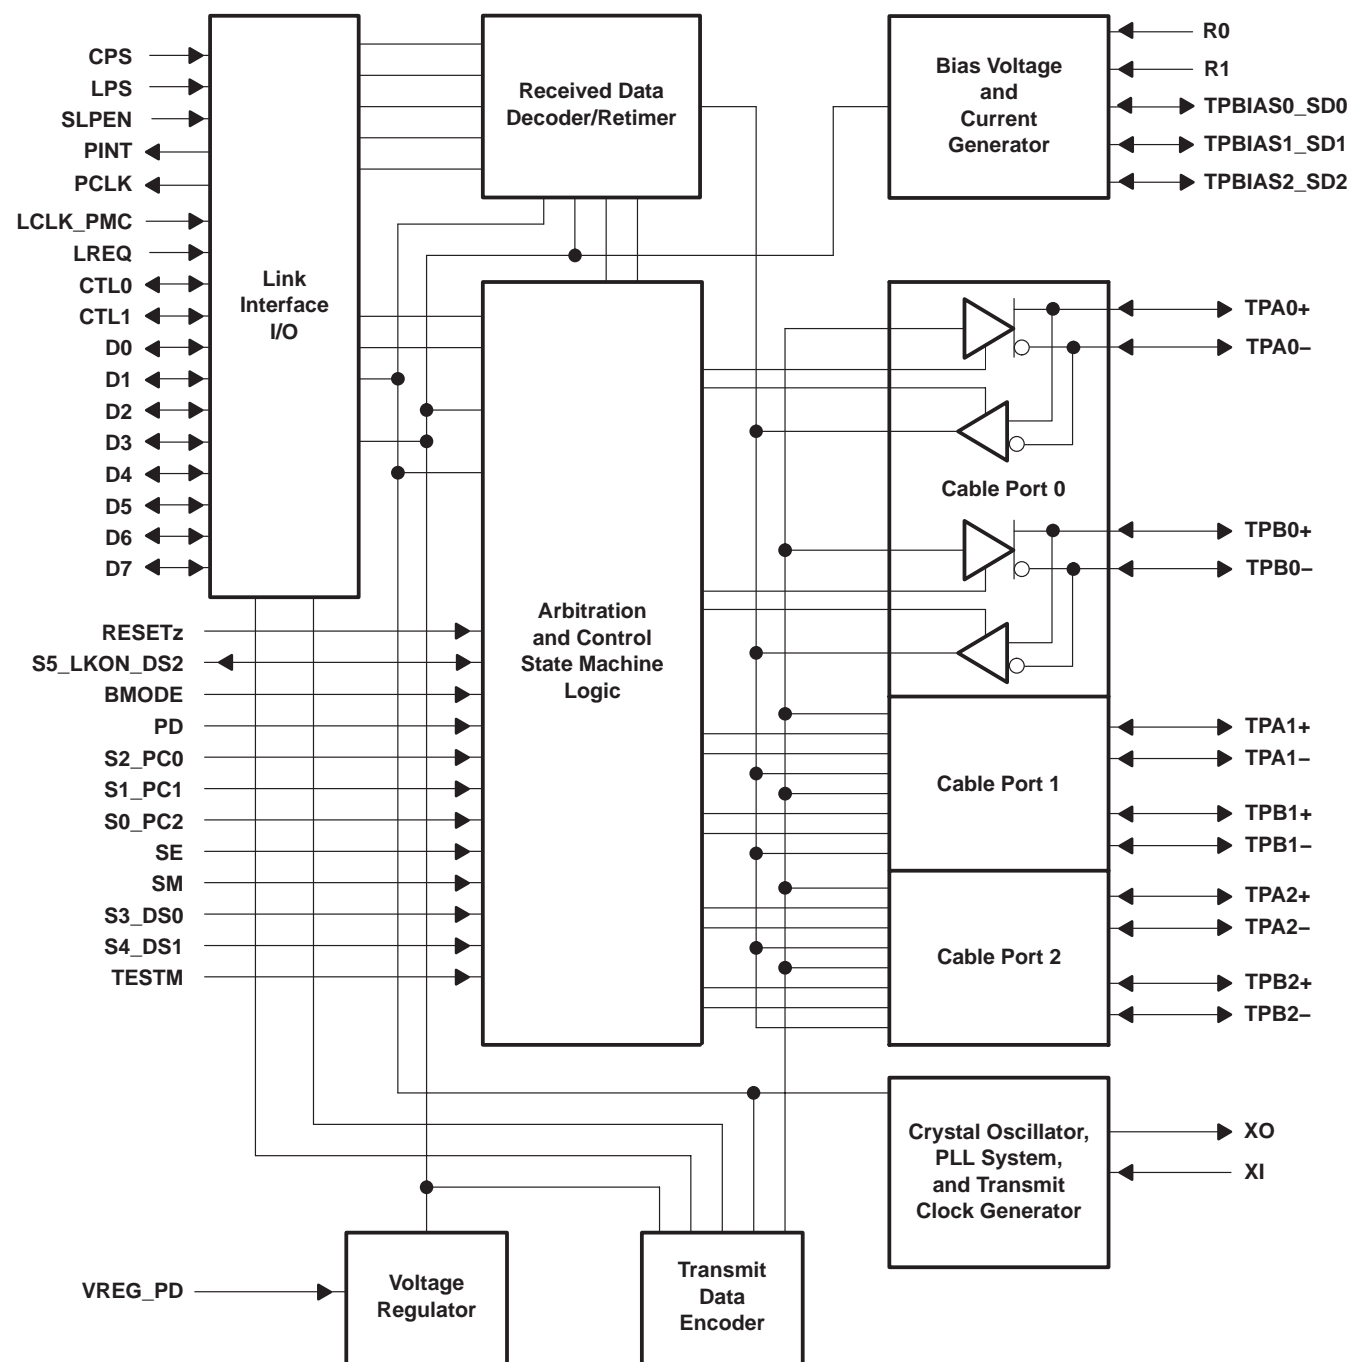 CPS
LPS
SLPEN
PINT
PCLK
LCLK_PMC
LREQ
CTL0
CTL1
D0
D1
D2
D3
D4
D5
D6
D7
RESETz
S5_LKON_DS2
BMODE
PD
S2_PC0
S1_PC1
S0_PC2
SE
SM
S3_DS0
S4_DS1
TESTM
VREG_PD
Link
Interface
I/O
Received Data
Decoder/Retimer
Arbitration
and Control
State Machine
Logic
Voltage
Regulator
Transmit
Data
Encoder
Bias Voltage
and
Current
Generator
Cable Port 0
Cable Port 1
Cable Port 2
Crystal Oscillator,
PLL System,
and Transmit
Clock Generator
R0
R1
TPBIAS0_SD0
TPBIAS1_SD1
TPBIAS2_SD2
TPA0+
TPA0–
TPB0+
TPB0–
TPA1+
TPA1–
TPB1+
TPB1–
TPA2+
TPA2–
TPB2+
TPB2–
XO
XI